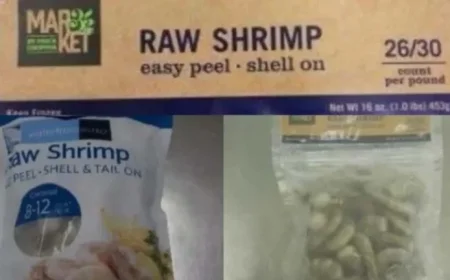 MAR
KET
RAW SHRIMP
easy peel · shell on
26/30
count
per pound
Keep Frozen
Net Wt 16 oz. (1.0 lbs) 453g
Raw Shrimp
PEEL • SHELL & TAIL ON
8-12